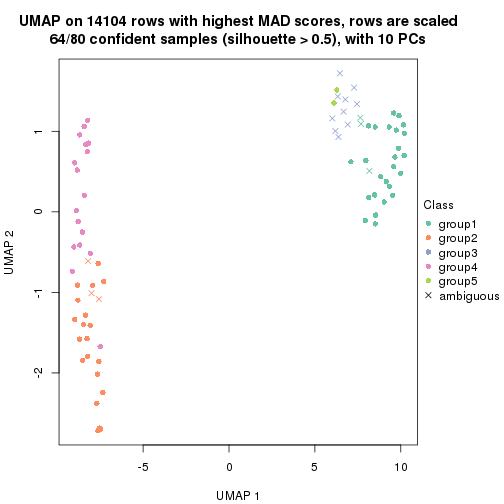 UMAP on 14104 rows with highest MAD scores, rows are scaled
64/80 confident samples (silhouette > 0.5), with 10 PCs
1
0
-1
-2
UMAP 2
-5
0
5
10
UMAP 1
Class
group1
group2
group3
group4
group5
ambiguous